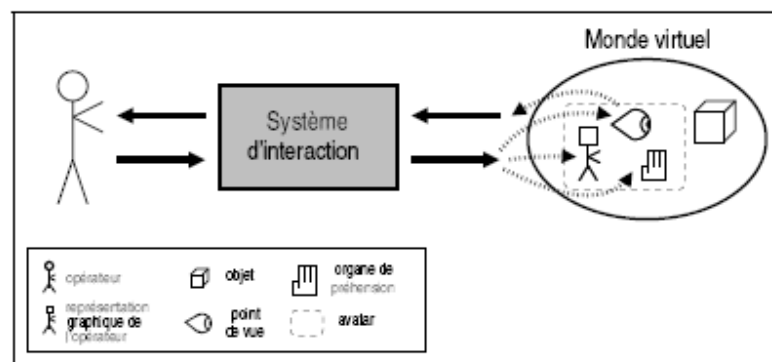 Monde virtuel
Système
d'interaction
opérateur
objet
organe de
préhension
représentation
graphique de
l'opérateur
point
de vue
avatar